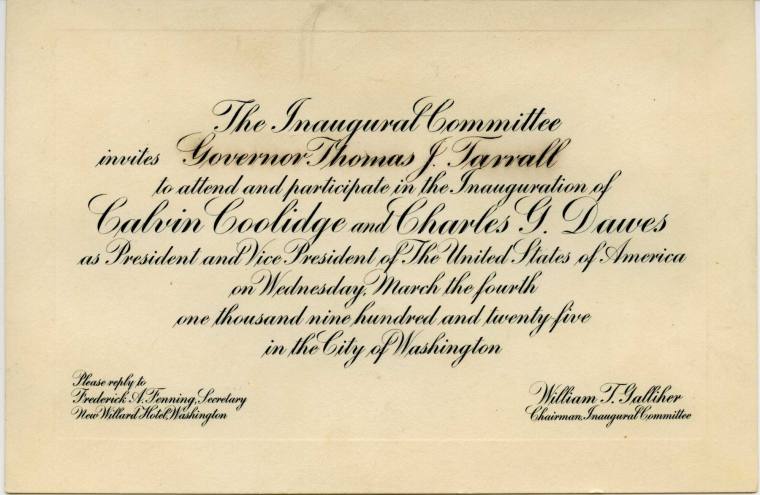 The Inaugural Committee
invites Governor Thomas J. Tarrall
to attend and participate in the Inauguration of
Calvin Coolidge and Charles G. Dawes
as President and Vice President of The United States of America
on Wednesday, March the fourth
one thousand nine hundred and twenty-five
in the City of Washington
Please reply to
Frederick A. Fenning, Secretary
New Willard Hotel, Washington
William T. Galliher
Chairman, Inaugural Committee